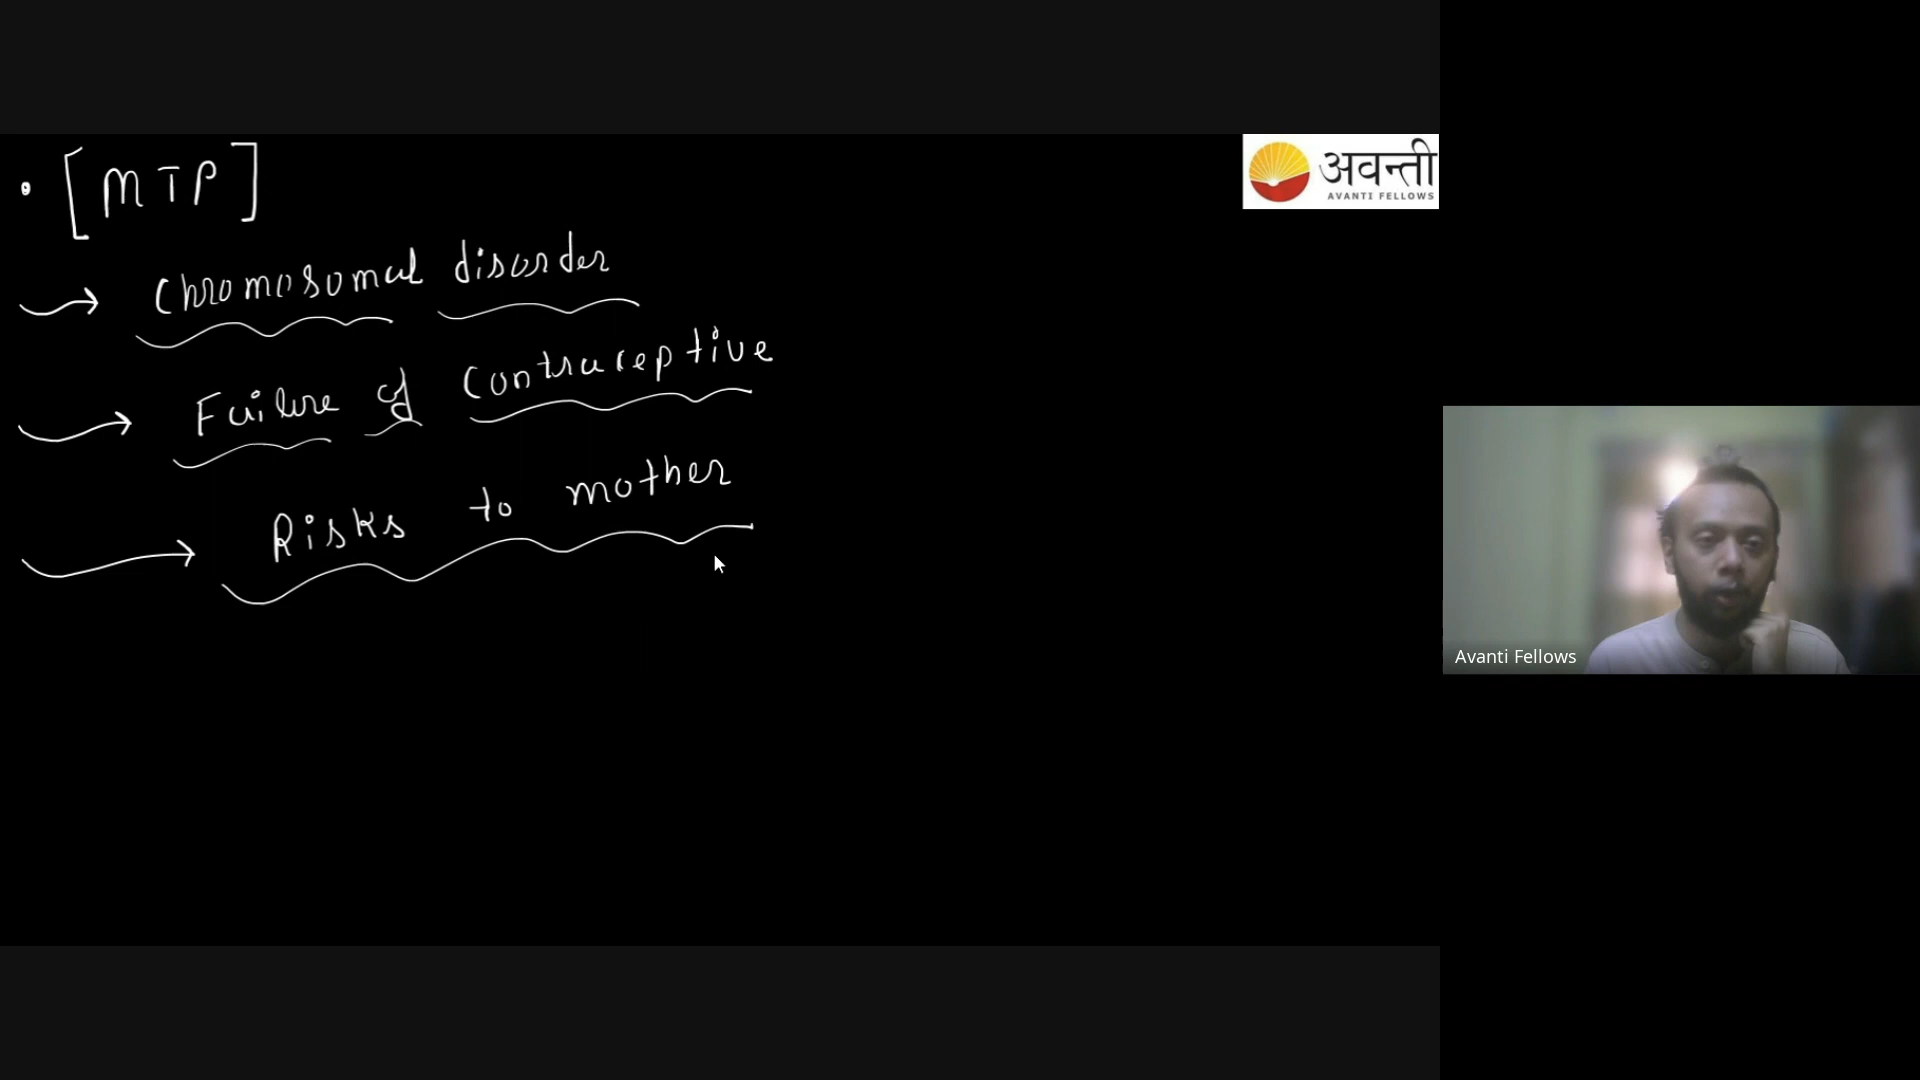 • [MTP]
→ Chromosomal disorder
→ Failure of Contraceptive
→ Risks to mother
अवन्ती
AVANTI FELLOWS
Avanti Fellows